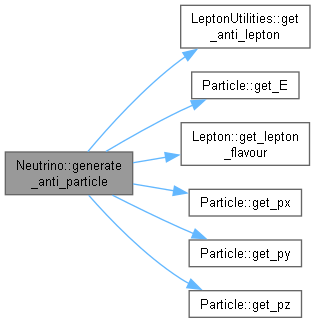 LeptonUtilities::get
_anti_lepton
Particle::get_E
Lepton::get_lepton
_flavour
Neutrino::generate
_anti_particle
Particle::get_px
Particle::get_py
Particle::get_pz